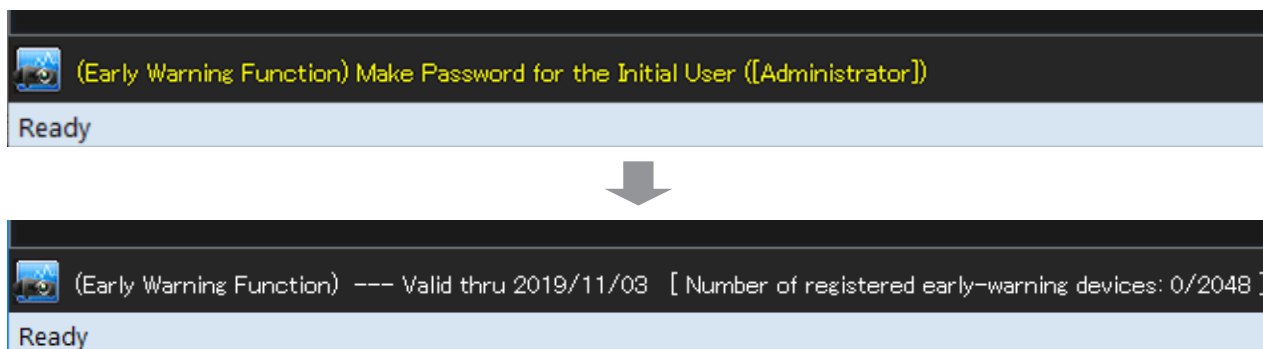 (Early Warning Function) Make Password for the Initial User ([Administrator])
Ready
(Early Warning Function) --- Valid thru 2019/11/03 [ Number of registered early-warning devices: 0/2048 ]
Ready